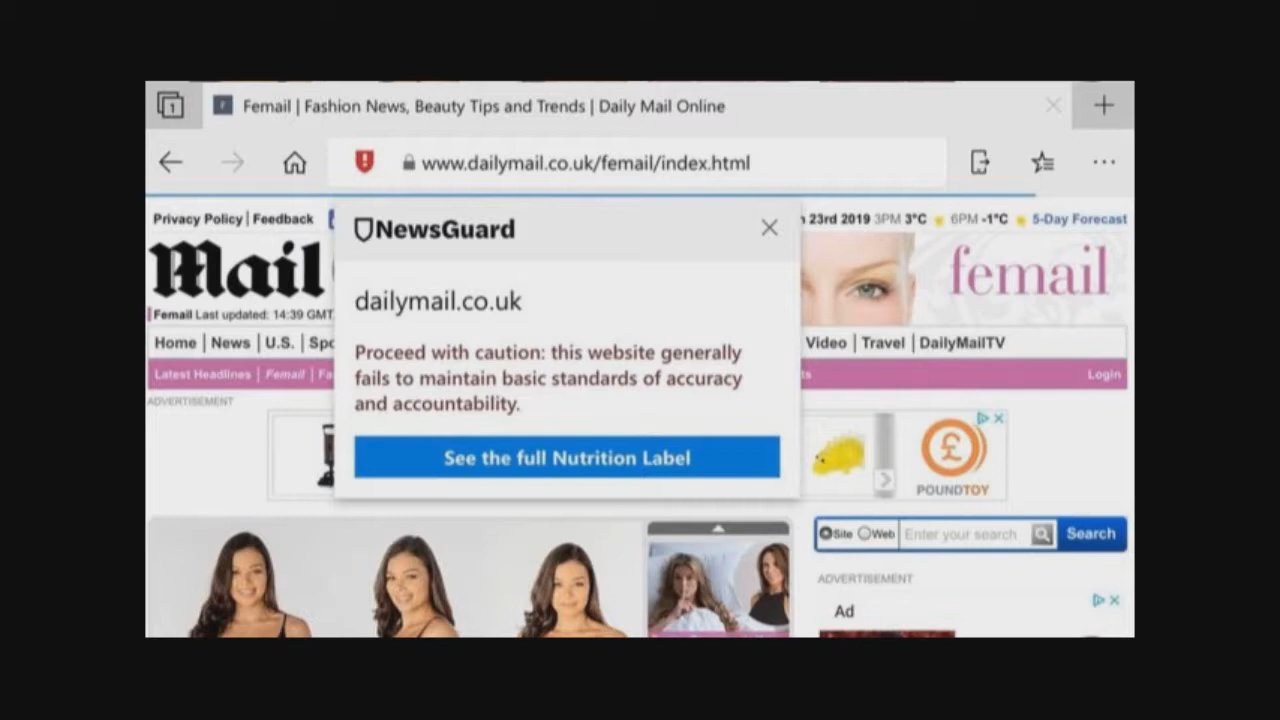 1
F
Femail | Fashion News, Beauty Tips and Trends | Daily Mail Online
www.dailymail.co.uk/femail/index.html
Privacy Policy | Feedback
23rd 2019 3PM 3°C 6PM -1°C 5-Day Forecast
NewsGuard
Mail
femail
dailymail.co.uk
Femail Last updated: 14:39 GMT
Home | News | U.S. | Spo
Video | Travel | DailyMailTV
Proceed with caution: this website generally
fails to maintain basic standards of accuracy
and accountability.
Latest Headlines | Femail | Fa
ts
Login
ADVERTISEMENT
See the full Nutrition Label
£
POUNDTOY
Site Web Enter your search Search
ADVERTISEMENT
Ad